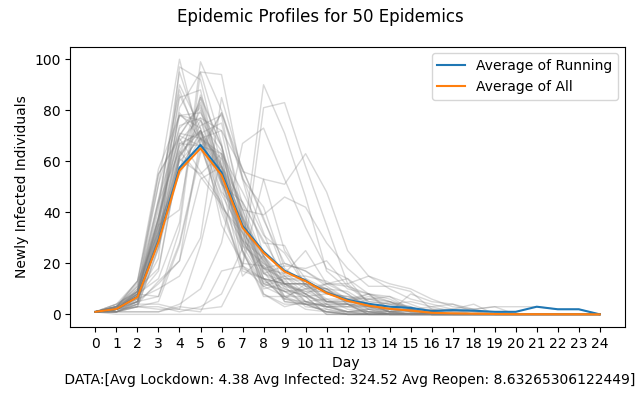 Epidemic Profiles for 50 Epidemics
Average of Running
Average of All
Newly Infected Individuals
100
80
60
40
20
0
0 1 2 3 4 5 6 7 8 9 10 11 12 13 14 15 16 17 18 19 20 21 22 23 24
Day
DATA:[Avg Lockdown: 4.38 Avg Infected: 324.52 Avg Reopen: 8.63265306122449]